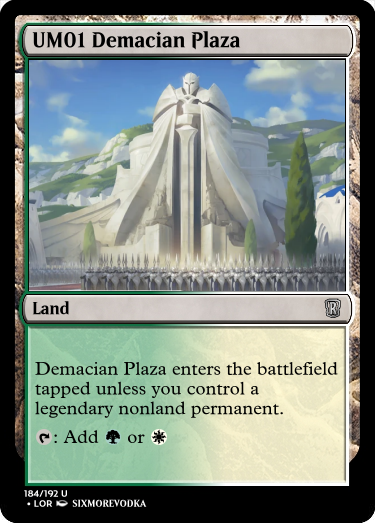 UM01 Demacian Plaza
Land
R
Demacian Plaza enters the battlefield
tapped unless you control a
legendary nonland permanent.
: Add or
184/192 U
• LOR SIXMOREVODKA